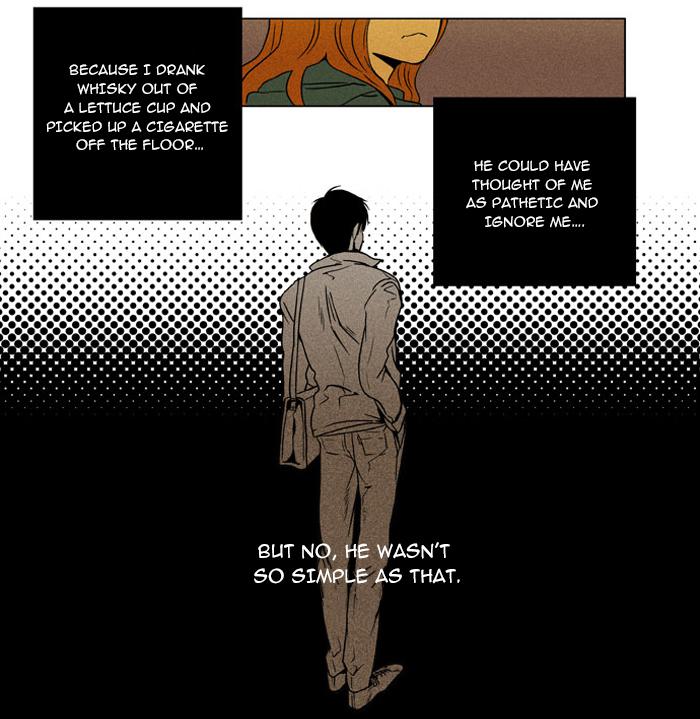 BECAUSE I DRANK
WHISKY OUT OF
A LETTUCE CUP AND
PICKED UP A CIGARETTE
OFF THE FLOOR...
HE COULD HAVE
THOUGHT OF ME
AS PATHETIC AND
IGNORE ME....
BUT NO, HE WASN'T
SO SIMPLE AS THAT.